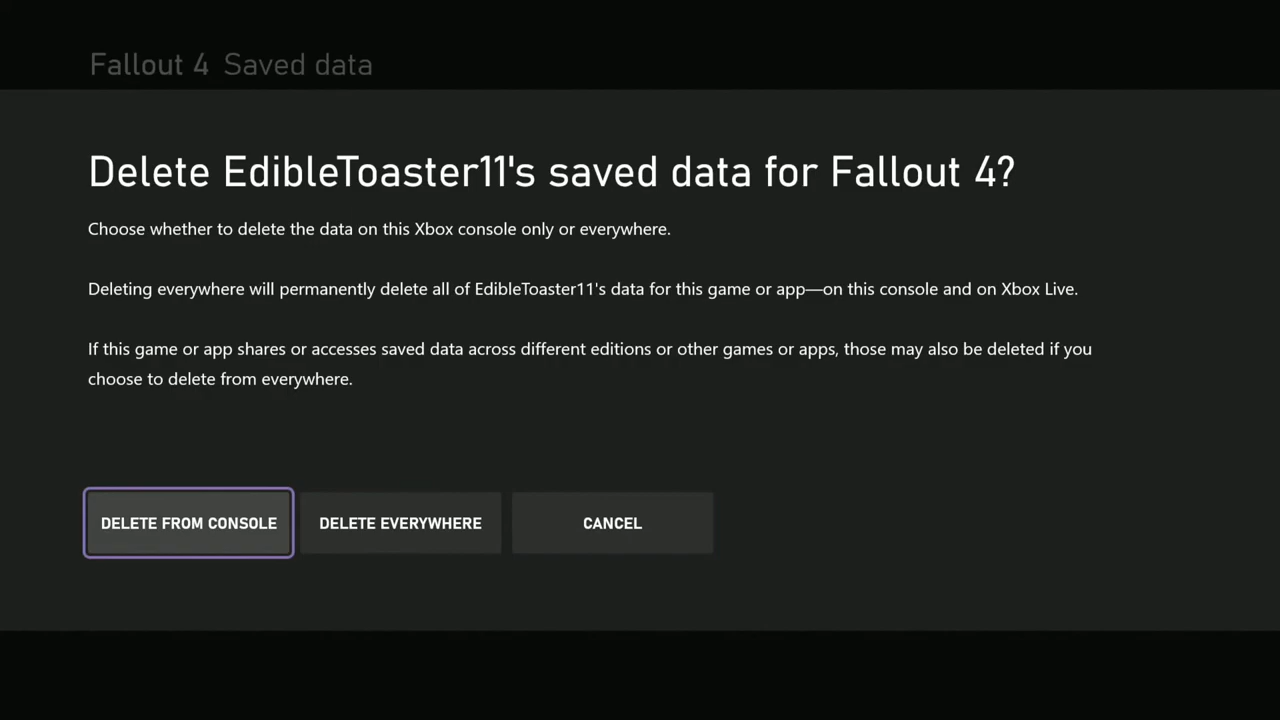 Fallout 4 Saved data
Delete EdibleToaster11's saved data for Fallout 4?
Choose whether to delete the data on this Xbox console only or everywhere.
Deleting everywhere will permanently delete all of EdibleToaster11's data for this game or app—on this console and on Xbox Live.
If this game or app shares or accesses saved data across different editions or other games or apps, those may also be deleted if you
choose to delete from everywhere.
DELETE FROM CONSOLE
DELETE EVERYWHERE
CANCEL